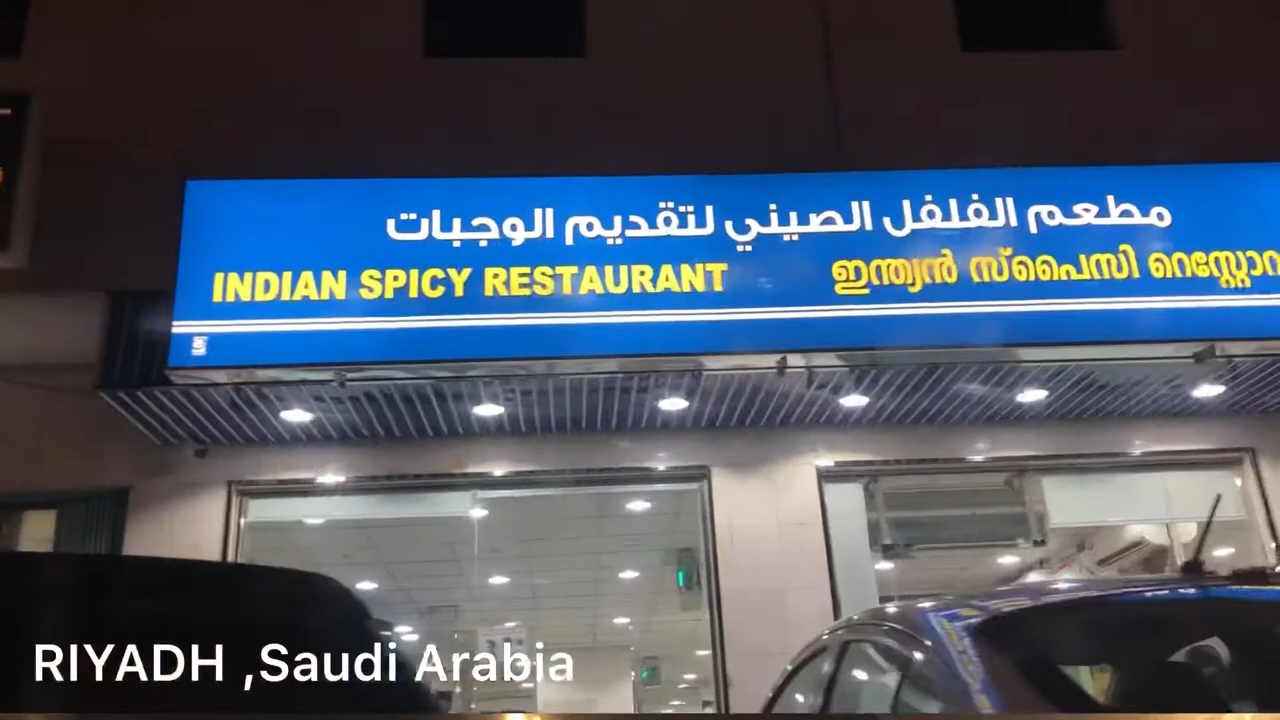 مطعم الفلفل الصيني لتقديم الوجبات
INDIAN SPICY RESTAURANT
ഇന്ത്യൻ സ്പൈസി
RIYADH ,Saudi Arabia